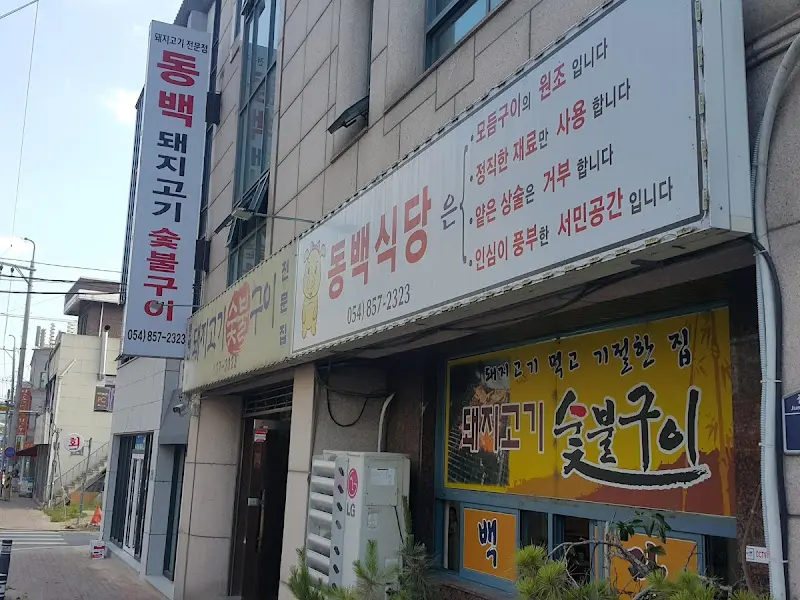 돼지고기 전문점
동백 돼지고기 숯불구이
054) 857-2323
돼지고기 숯불구이 전문집
동백식당은
054) 857-2323
· 모듬구이의 원조 입니다
· 정직한 재료만 사용 합니다
· 얕은 상술은 거부 합니다
· 인심이 풍부한 서민공간 입니다
돼지고기 먹고 기절한 집
돼지고기 숯불구이
백
LG
회
CCTV